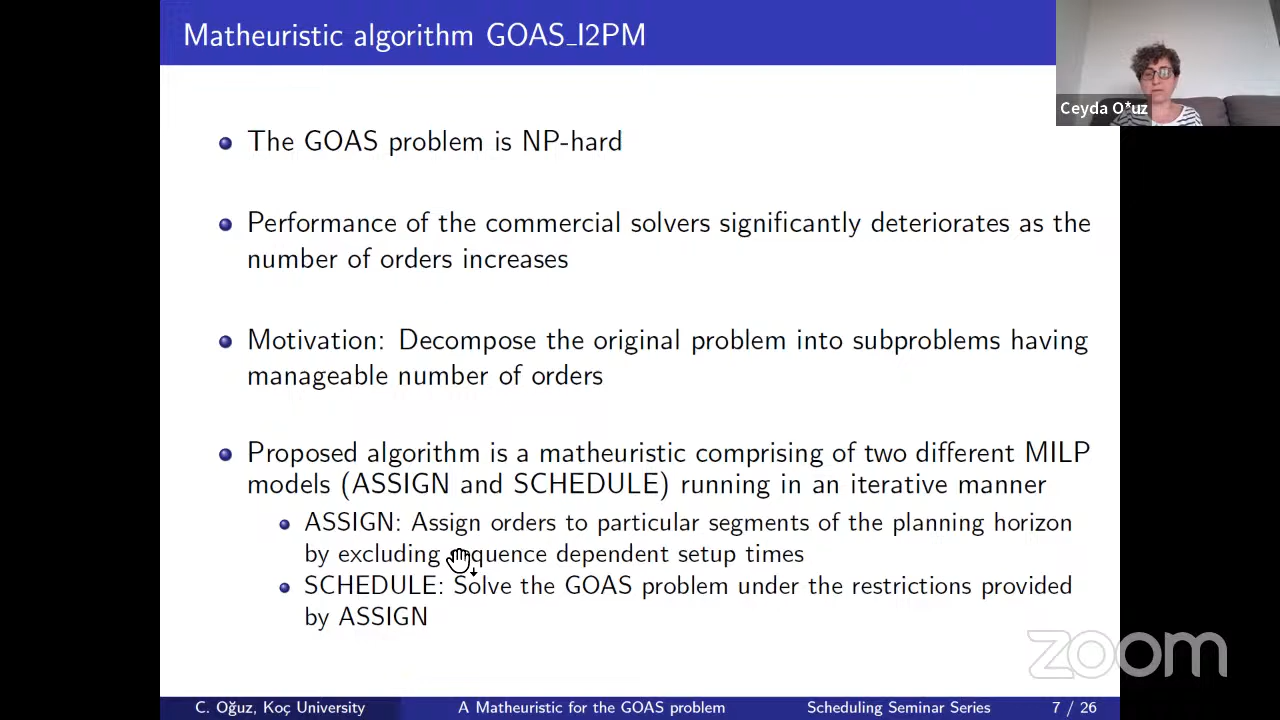 Matheuristic algorithm GOAS_I2PM
Ceyda O*uz
The GOAS problem is NP-hard
Performance of the commercial solvers significantly deteriorates as the
number of orders increases
Motivation: Decompose the original problem into subproblems having
manageable number of orders
Proposed algorithm is a matheuristic comprising of two different MILP
models (ASSIGN and SCHEDULE) running in an iterative manner
ASSIGN: Assign orders to particular segments of the planning horizon
by excluding sequence dependent setup times
SCHEDULE: Solve the GOAS problem under the restrictions provided
by ASSIGN
zoom
C. Oğuz, Koç University A Matheuristic for the GOAS problem Scheduling Seminar Series 7 / 26